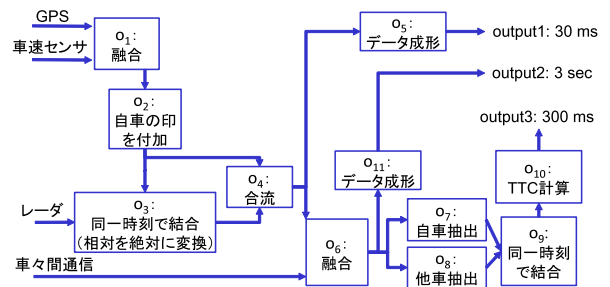 GPS
車速センサ
o1:
融合
o2:
自車の印
を付加
レーダ
o3:
同一時刻で結合
(相対を絶対に変換)
o4:
合流
車々間通信
o5:
データ成形
output1: 30 ms
output2: 3 sec
output3: 300 ms
o11:
データ成形
o6:
融合
o7:
自車抽出
o8:
他車抽出
o10:
TTC計算
o9:
同一時刻
で結合